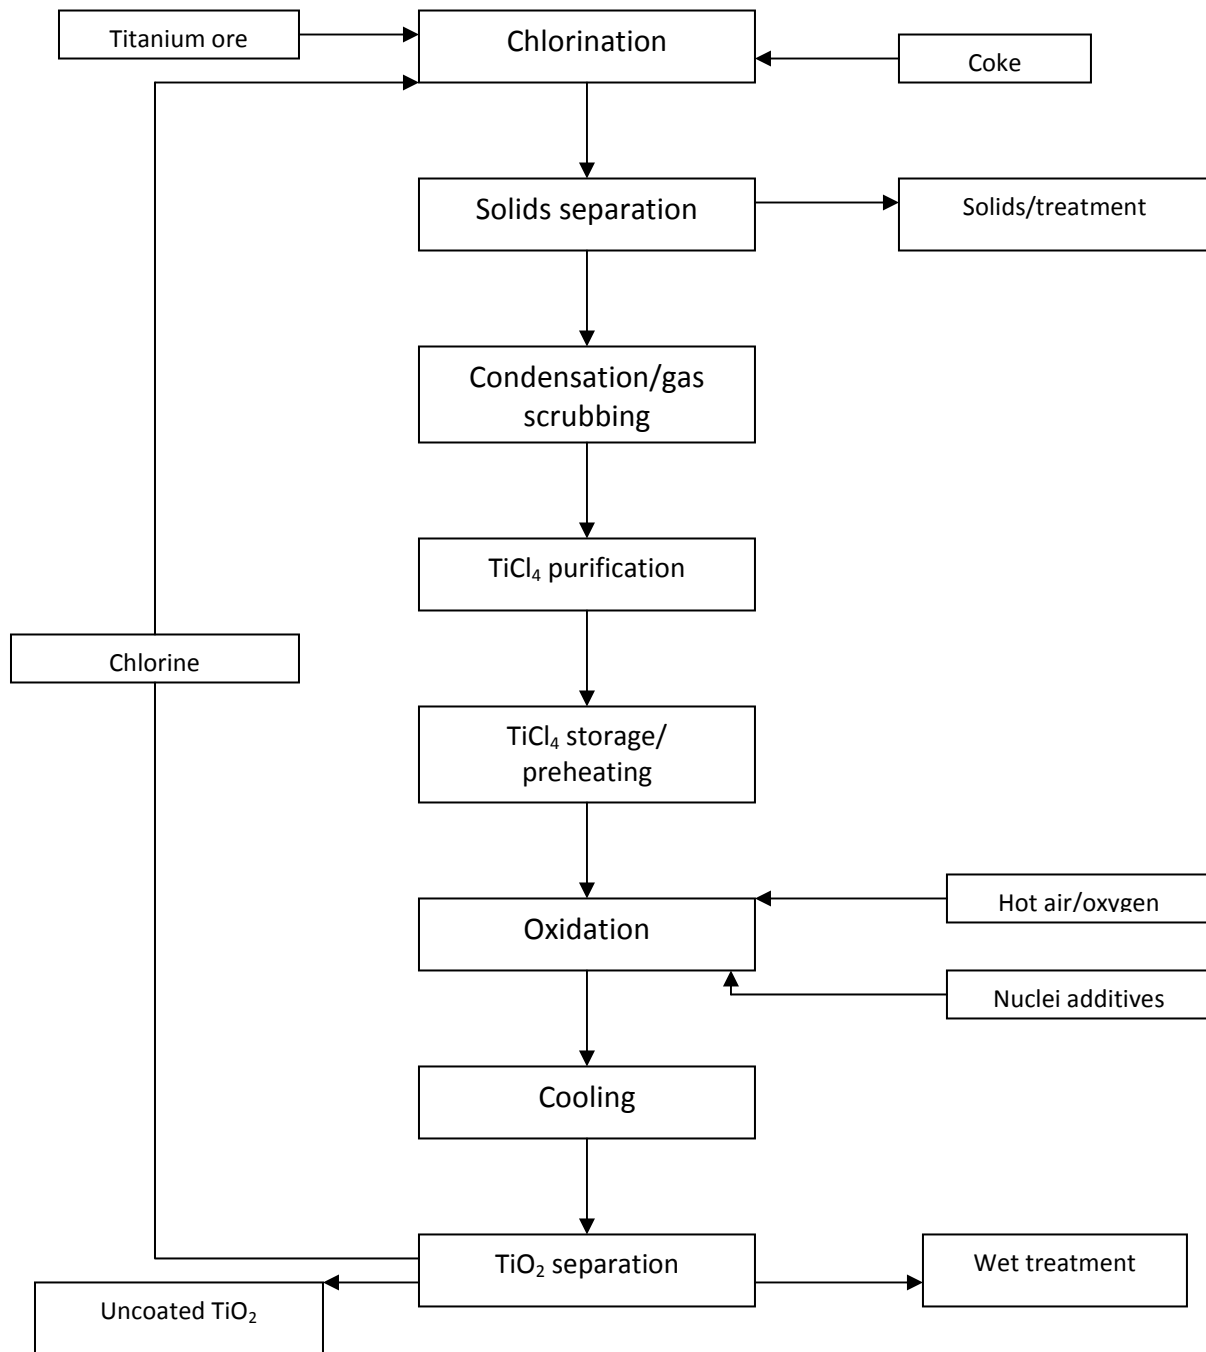 Titanium ore
Chlorination
Coke
Solids separation
Solids/treatment
Condensation/gas
scrubbing
TiCl₄ purification
Chlorine
TiCl₄ storage/
preheating
Hot air/oxygen
Oxidation
Nuclei additives
Cooling
TiO₂ separation
Wet treatment
Uncoated TiO₂